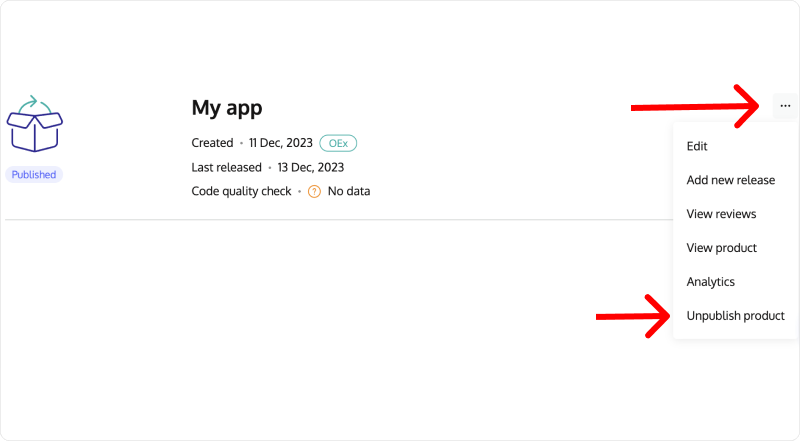 My app
Created • 11 Dec, 2023 OEx
Last released • 13 Dec, 2023
Code quality check • ? No data
Published
...
Edit
Add new release
View reviews
View product
Analytics
Unpublish product